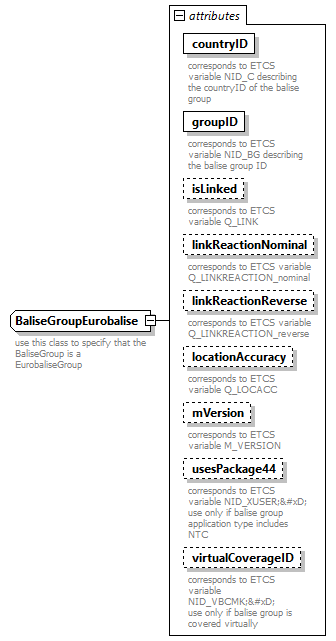 attributes
countryID
corresponds to ETCS
variable NID_C describing
the countryID of the balise
group
groupID
corresponds to ETCS
variable NID_BG describing
the balise group ID
isLinked
corresponds to ETCS
variable Q_LINK
linkReactionNominal
corresponds to ETCS variable
Q_LINKREACTION_nominal
linkReactionReverse
corresponds to ETCS variable
Q_LINKREACTION_reverse
BaliseGroupEurobalise
use this class to specify that the
BaliseGroup is a
EurobaliseGroup
locationAccuracy
corresponds to ETCS
variable Q_LOCACC
mVersion
corresponds to ETCS
variable M_VERSION
usesPackage44
corresponds to ETCS
variable NID_XUSER;&#xD;
use only if balise group
application type includes
NTC
virtualCoverageID
corresponds to ETCS
variable
NID_VBCMK;&#xD;
use only if balise group is
covered virtually